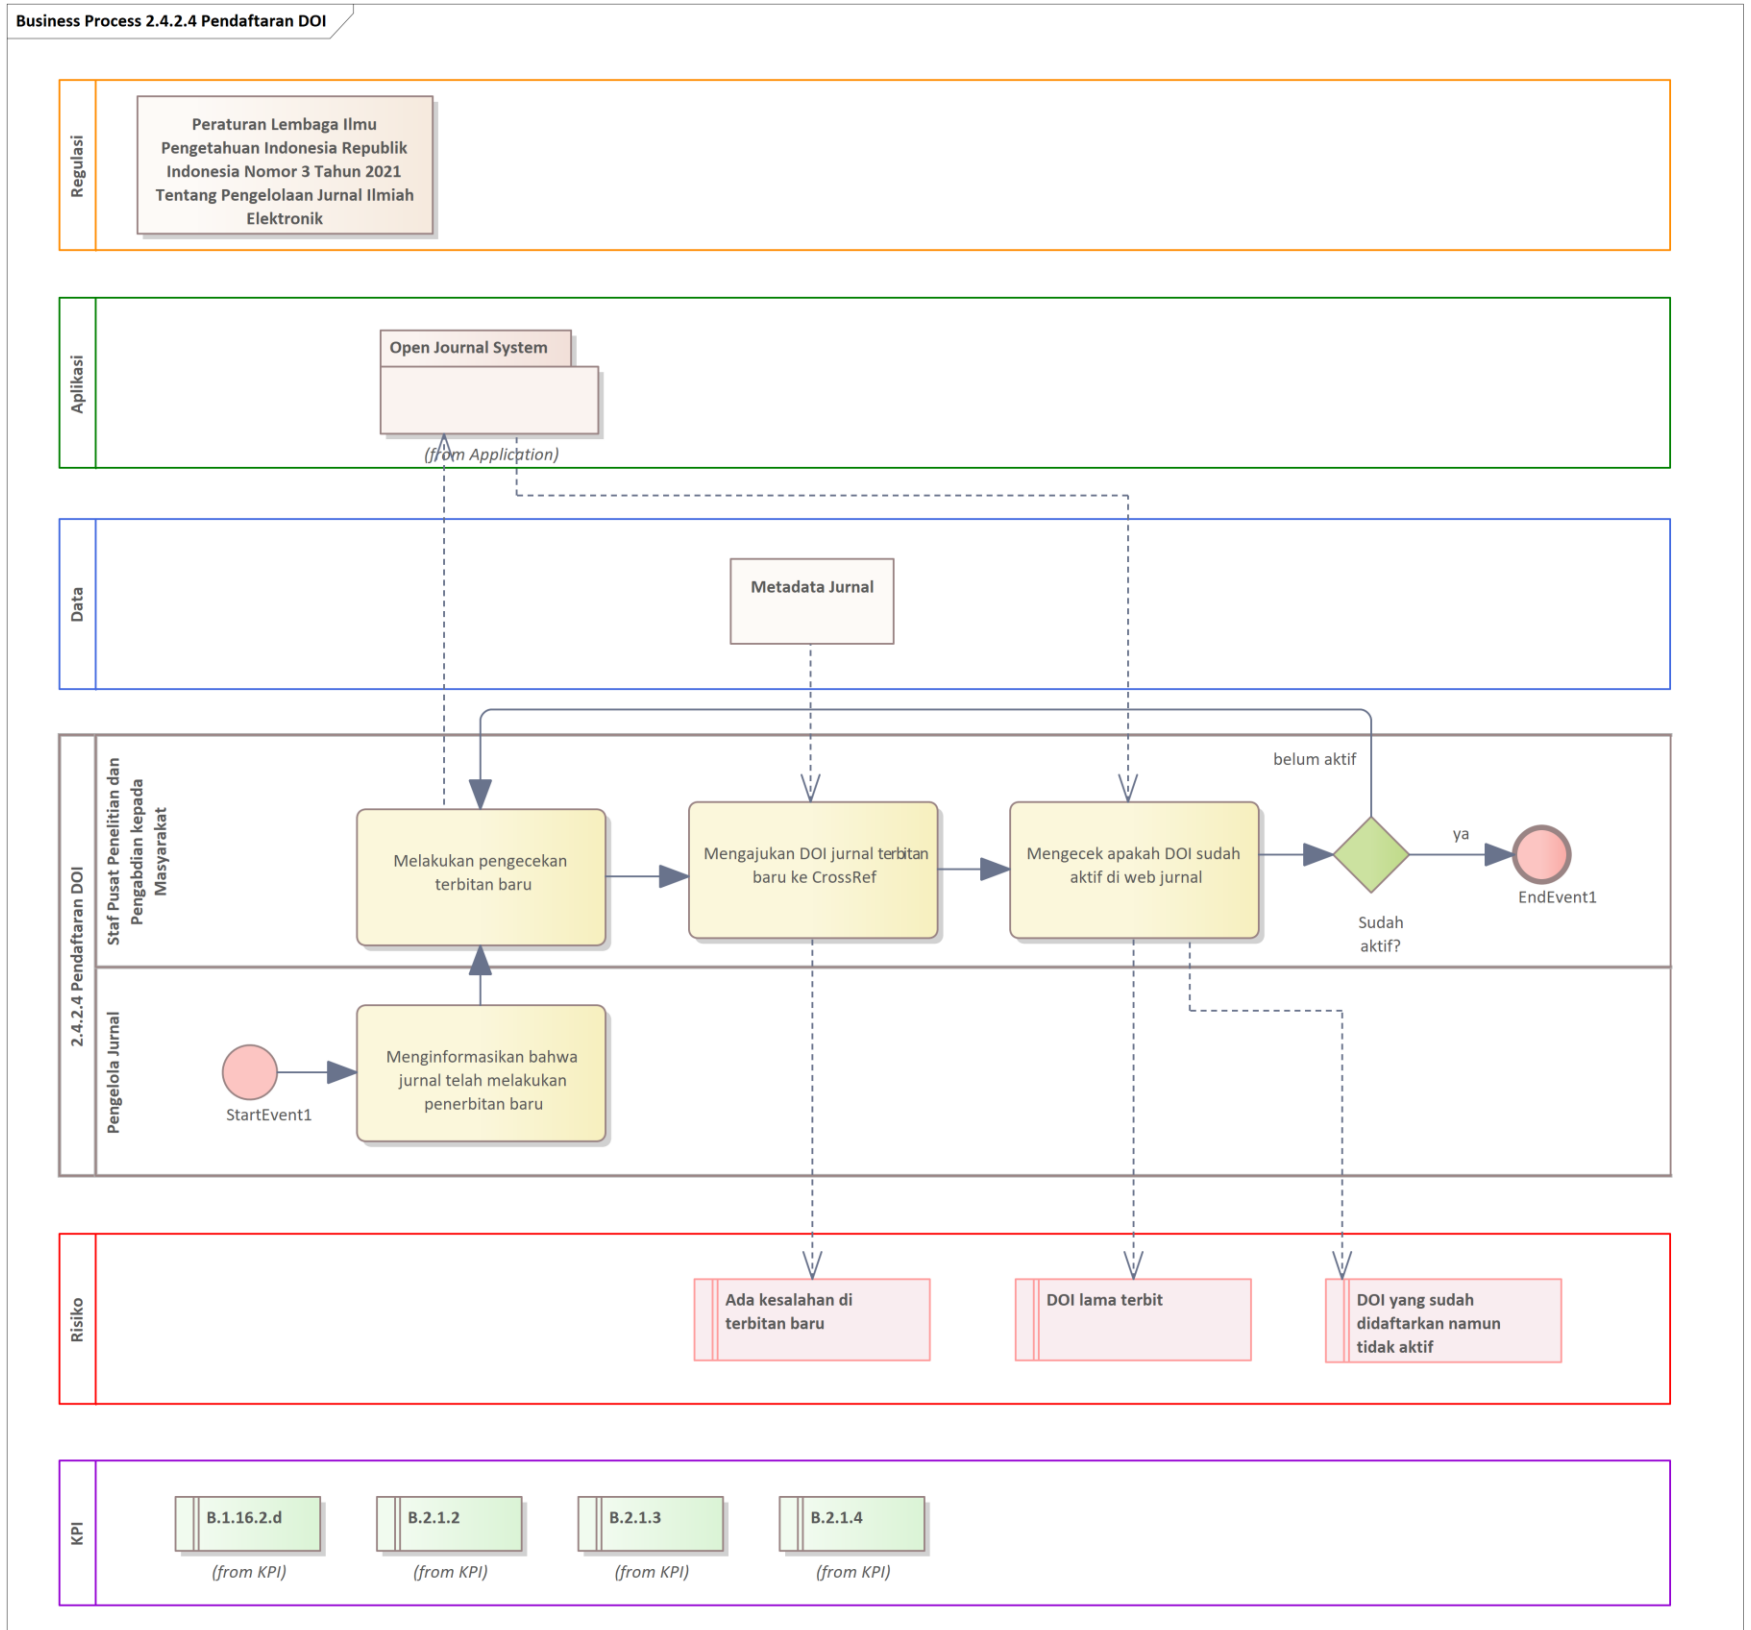 Business Process 2.4.2.4 Pendaftaran DOI
Regulasi
Peraturan Lembaga Ilmu
Pengetahuan Indonesia Republik
Indonesia Nomor 3 Tahun 2021
Tentang Pengelolaan Jurnal Ilmiah
Elektronik
Aplikasi
Open Journal System
(from Application)
Data
Metadata Jurnal
2.4.2.4 Pendaftaran DOI
Staf Pusat Penelitian dan
Pengabdian kepada
Masyarakat
belum aktif
Melakukan pengecekan
terbitan baru
Mengajukan DOI jurnal terbitan
baru ke CrossRef
Mengecek apakah DOI sudah
aktif di web jurnal
ya
EndEvent1
Sudah
aktif?
Pengelola Jurnal
StartEvent1
Menginformasikan bahwa
jurnal telah melakukan
penerbitan baru
Risiko
Ada kesalahan di
terbitan baru
DOI lama terbit
DOI yang sudah
didaftarkan namun
tidak aktif
KPI
B.1.16.2.d
(from KPI)
B.2.1.2
(from KPI)
B.2.1.3
(from KPI)
B.2.1.4
(from KPI)